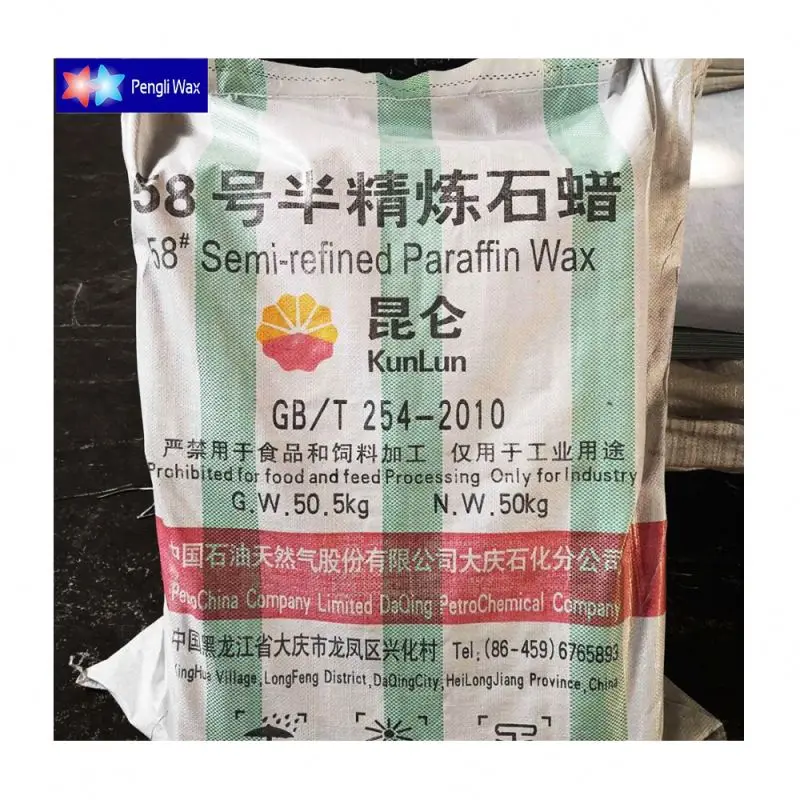 Pengli Wax
58号半精炼石蜡
58# Semi-refined Paraffin Wax
昆仑
KunLun
GB/T 254-2010
严禁用于食品和饲料加工 仅用于工业用途
Prohibited for food and feed Processing Only for Industry
G.W.50.5kg N.W.50kg
中国石油天然气股份有限公司大庆石化分公司
PetroChina Company Limited DaQing PetroChemical Company
中国黑龙江省大庆市龙凤区兴化村 Tel.(86-459)6765893
XingHua Village,LongFeng District,DaQingCity,HeiLongJiang Province,China